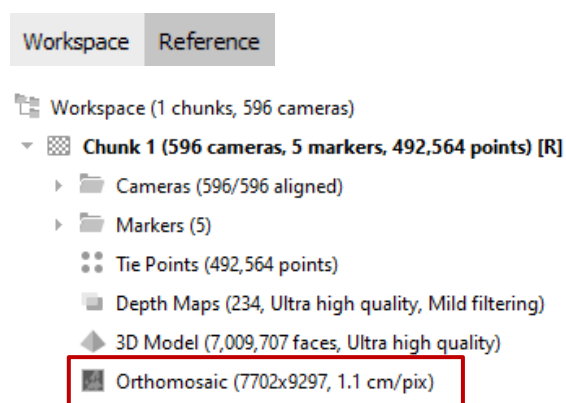 Workspace Reference
Workspace (1 chunks, 596 cameras)
Chunk 1 (596 cameras, 5 markers, 492,564 points) [R]
Cameras (596/596 aligned)
Markers (5)
Tie Points (492,564 points)
Depth Maps (234, Ultra high quality, Mild filtering)
3D Model (7,009,707 faces, Ultra high quality)
Orthomosaic (7702x9297, 1.1 cm/pix)